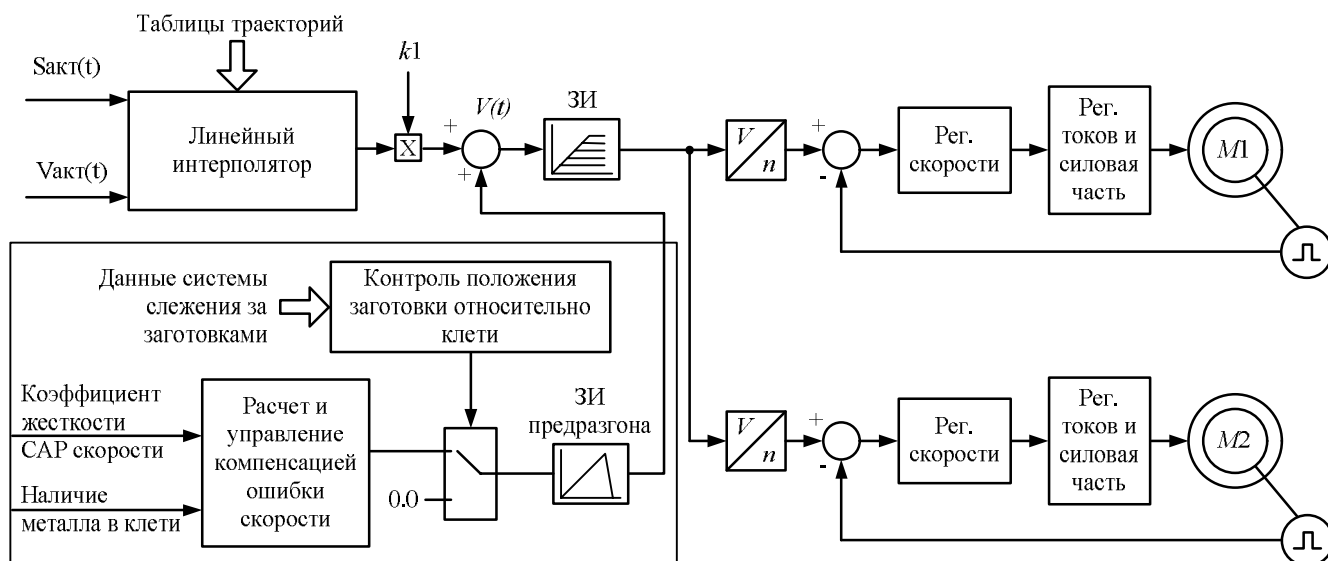 Таблицы траекторий
Sакт(t)
Vакт(t)
Линейный
интерполятор
k1
X
+
+
V(t)
ЗИ
V
n
+
-
Рег.
скорости
Рег.
токов и
силовая
часть
M1
Данные системы
слежения за
заготовками
Контроль положения
заготовки относительно
клети
Коэффициент
жесткости
САР скорости
Наличие
металла в клети
Расчет и
управление
компенсацией
ошибки
скорости
0.0
ЗИ
предразгона
V
n
+
-
Рег.
скорости
Рег.
токов и
силовая
часть
M2